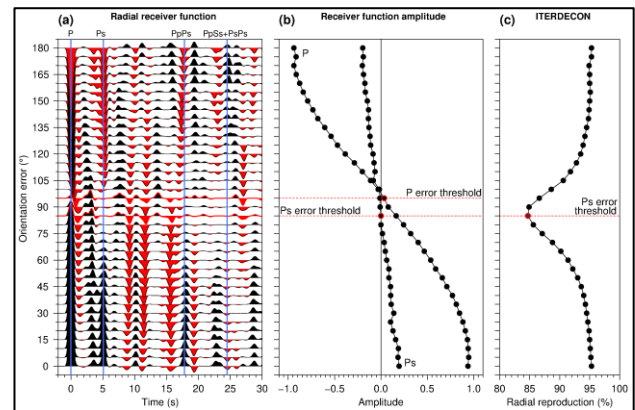 (a) Radial receiver function
P Ps PpPs PpSs+PsPs
180
165
150
135
120
105
90
75
60
45
30
15
0
Orientation error (°)
0 5 10 15 20 25 30
Time (s)
(b) Receiver function amplitude
P
P error threshold
Ps error threshold
Ps
−1.0 −0.5 0.0 0.5 1.0
Amplitude
(c) ITERDECON
Ps error
threshold
80 85 90 95 100
Radial reproduction (%)